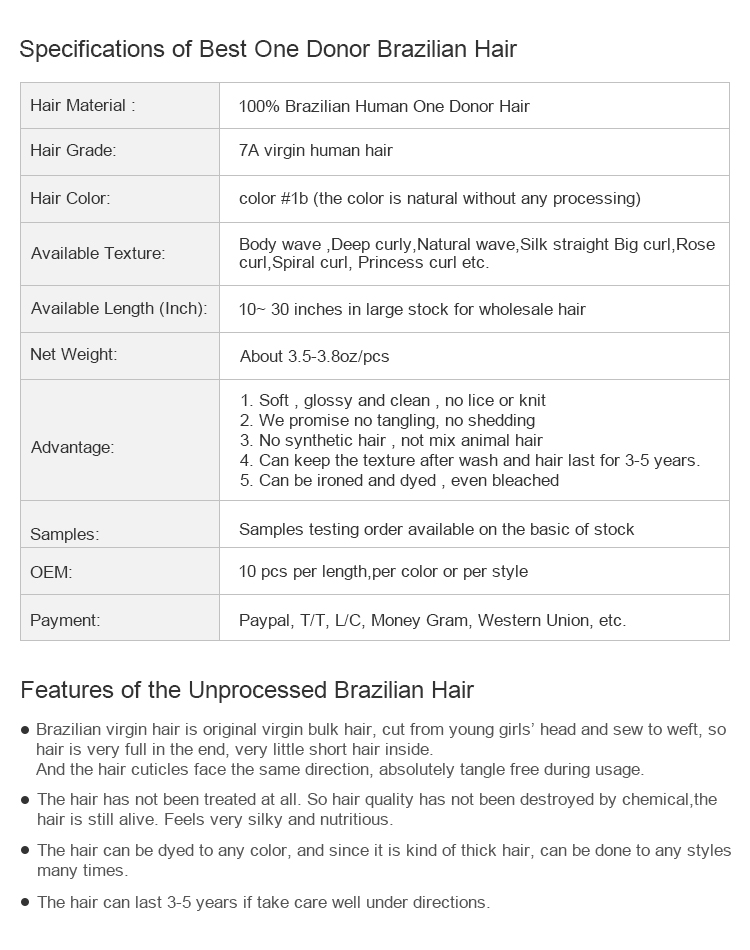 Specifications of Best One Donor Brazilian Hair
Hair Material :
100% Brazilian Human One Donor Hair
Hair Grade:
7A virgin human hair
Hair Color:
color #1b (the color is natural without any processing)
Available Texture:
Body wave ,Deep curly,Natural wave,Silk straight Big curl,Rose
curl,Spiral curl, Princess curl etc.
Available Length (Inch):
10~ 30 inches in large stock for wholesale hair
Net Weight:
About 3.5-3.8oz/pcs
Advantage:
1. Soft , glossy and clean , no lice or knit
2. We promise no tangling, no shedding
3. No synthetic hair , not mix animal hair
4. Can keep the texture after wash and hair last for 3-5 years.
5. Can be ironed and dyed , even bleached
Samples:
Samples testing order available on the basic of stock
OEM:
10 pcs per length,per color or per style
Payment:
Paypal, T/T, L/C, Money Gram, Western Union, etc.
Features of the Unprocessed Brazilian Hair
● Brazilian virgin hair is original virgin bulk hair, cut from young girls’ head and sew to weft, so
hair is very full in the end, very little short hair inside.
And the hair cuticles face the same direction, absolutely tangle free during usage.
● The hair has not been treated at all. So hair quality has not been destroyed by chemical,the
hair is still alive. Feels very silky and nutritious.
● The hair can be dyed to any color, and since it is kind of thick hair, can be done to any styles
many times.
● The hair can last 3-5 years if take care well under directions.